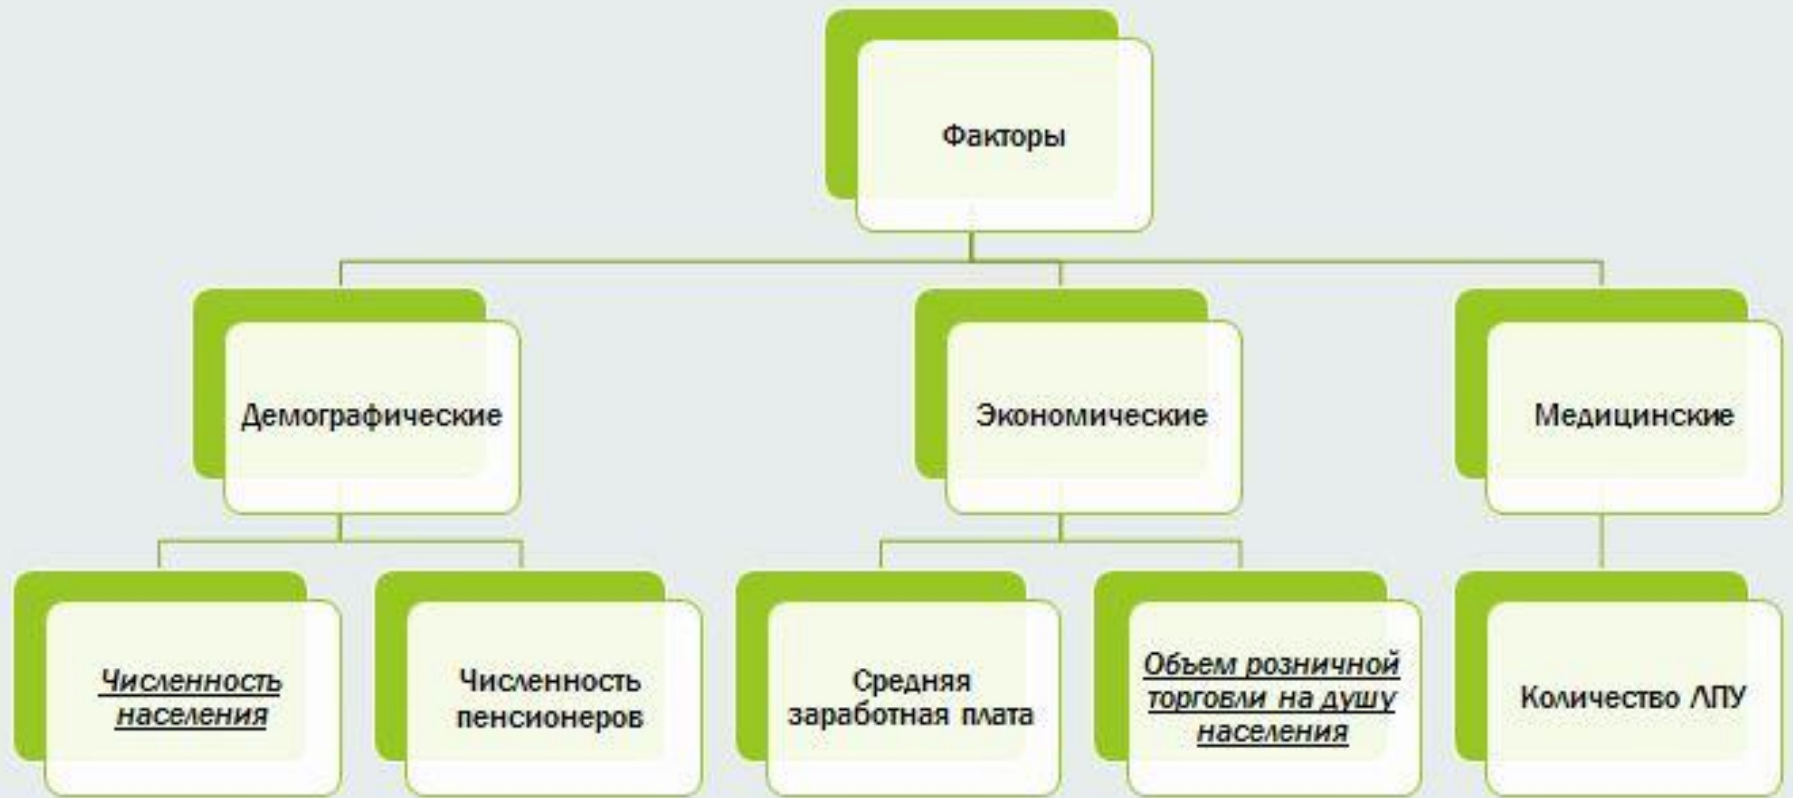 Факторы
Демографические
Экономические
Медицинские
Численность
населения
Численность
пенсионеров
Средняя
заработная плата
Объем розничной
торговли на душу
населения
Количество ЛПУ